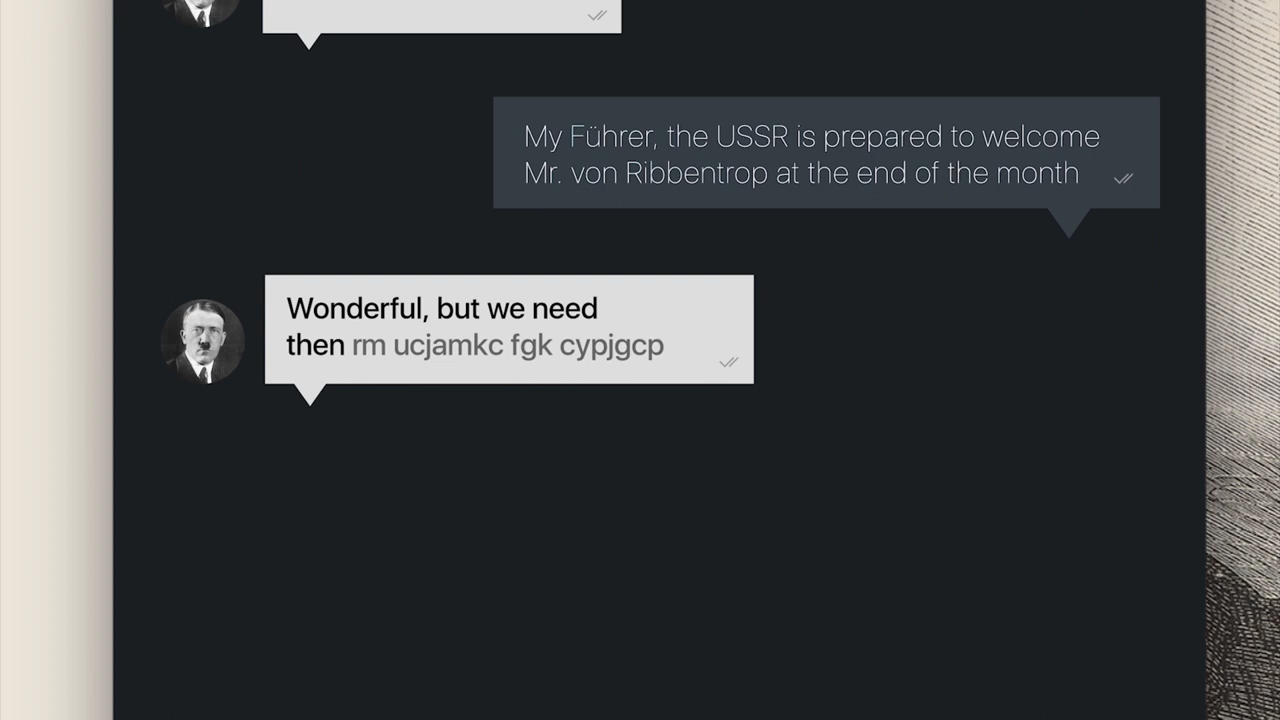 My Führer, the USSR is prepared to welcome
Mr. von Ribbentrop at the end of the month
Wonderful, but we need
then rm ucjamkc fgk cypjgcp